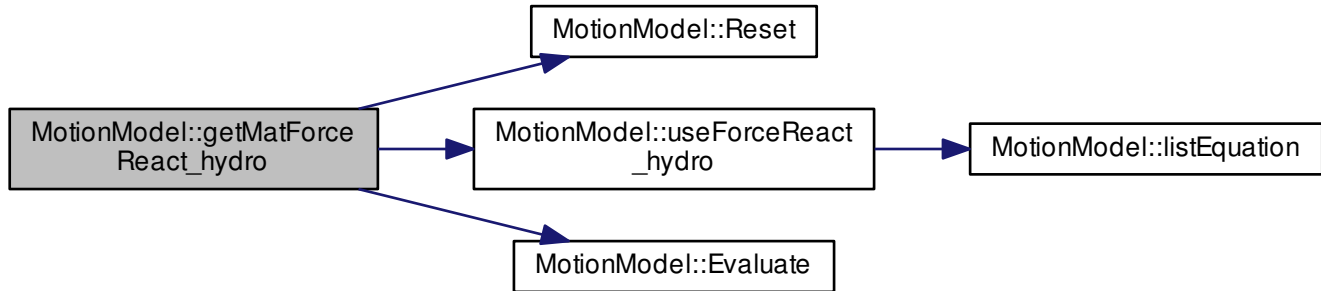 MotionModel::Reset
MotionModel::getMatForce
React_hydro
MotionModel::useForceReact
_hydro
MotionModel::listEquation
MotionModel::Evaluate